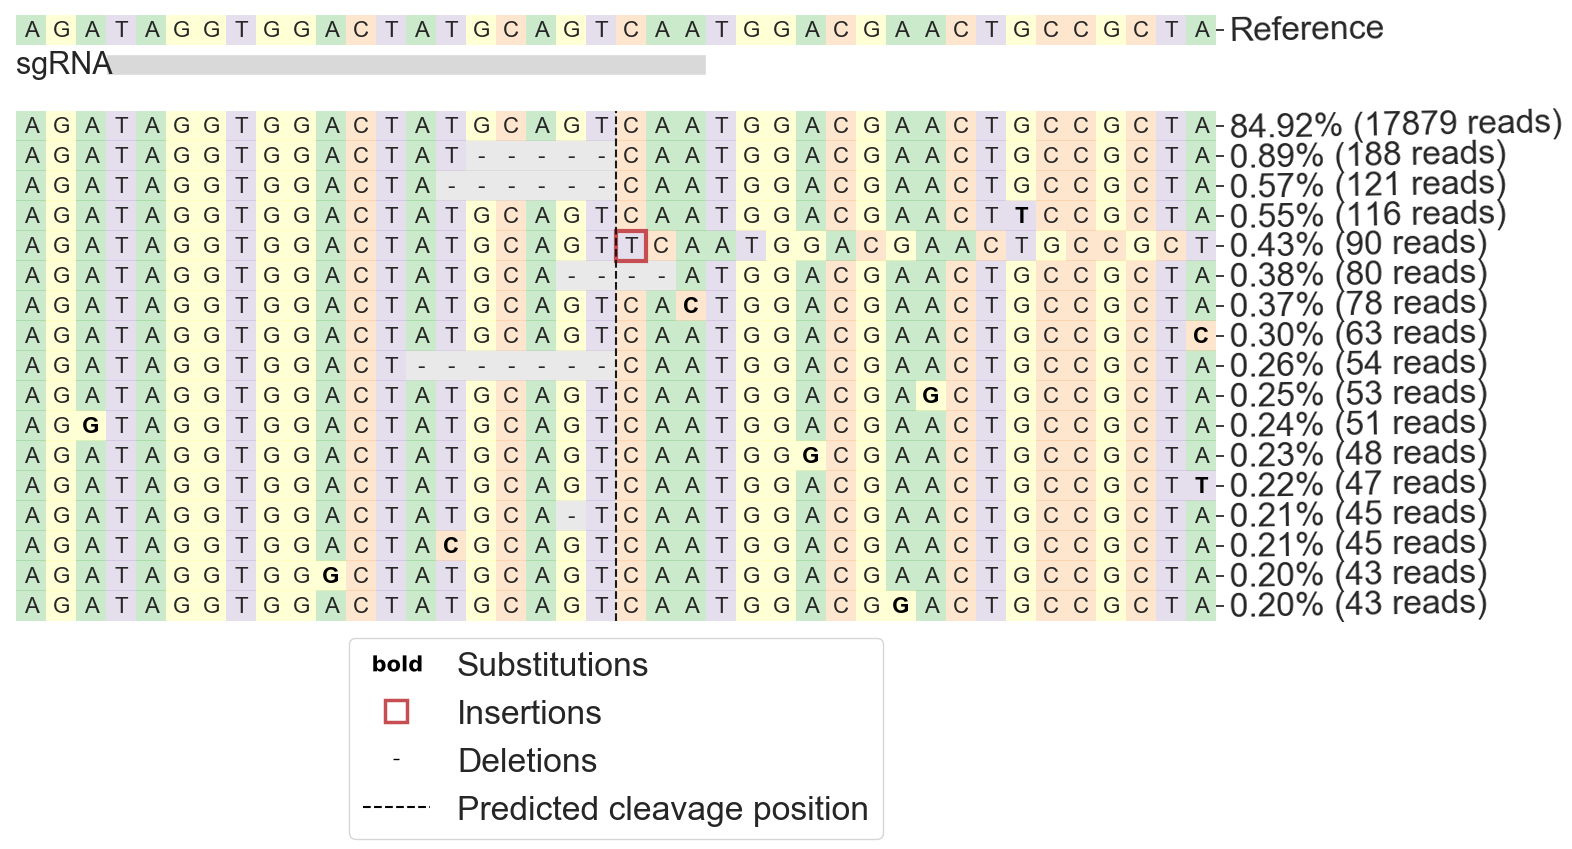 A G A T A G G T G G A C T A T G C A G T C A A T G G A C G A A C T G C C G C T A Reference
sgRNA
A G A T A G G T G G A C T A T G C A G T C A A T G G A C G A A C T G C C G C T A 84.92% (17879 reads)
A G A T A G G T G G A C T A T - - - - - C A A T G G A C G A A C T G C C G C T A 0.89% (188 reads)
A G A T A G G T G G A C T A - - - - - - C A A T G G A C G A A C T G C C G C T A 0.57% (121 reads)
A G A T A G G T G G A C T A T G C A G T C A A T G G A C G A A C T T C C G C T A 0.55% (116 reads)
A G A T A G G T G G A C T A T G C A G T T C A A T G G A C G A A C T G C C G C T 0.43% (90 reads)
A G A T A G G T G G A C T A T G C A - - - - A T G G A C G A A C T G C C G C T A 0.38% (80 reads)
A G A T A G G T G G A C T A T G C A G T C A C T G G A C G A A C T G C C G C T A 0.37% (78 reads)
A G A T A G G T G G A C T A T G C A G T C A A T G G A C G A A C T G C C G C T C 0.30% (63 reads)
A G A T A G G T G G A C T - - - - - - - C A A T G G A C G A A C T G C C G C T A 0.26% (54 reads)
A G A T A G G T G G A C T A T G C A G T C A A T G G A C G A G C T G C C G C T A 0.25% (53 reads)
A G G T A G G T G G A C T A T G C A G T C A A T G G A C G A A C T G C C G C T A 0.24% (51 reads)
A G A T A G G T G G A C T A T G C A G T C A A T G G G C G A A C T G C C G C T A 0.23% (48 reads)
A G A T A G G T G G A C T A T G C A G T C A A T G G A C G A A C T G C C G C T T 0.22% (47 reads)
A G A T A G G T G G A C T A T G C A - T C A A T G G A C G A A C T G C C G C T A 0.21% (45 reads)
A G A T A G G T G G A C T A C G C A G T C A A T G G A C G A A C T G C C G C T A 0.21% (45 reads)
A G A T A G G T G G G C T A T G C A G T C A A T G G A C G A A C T G C C G C T A 0.20% (43 reads)
A G A T A G G T G G A C T A T G C A G T C A A T G G A C G G A C T G C C G C T A 0.20% (43 reads)
bold Substitutions
Insertions
- Deletions
Predicted cleavage position